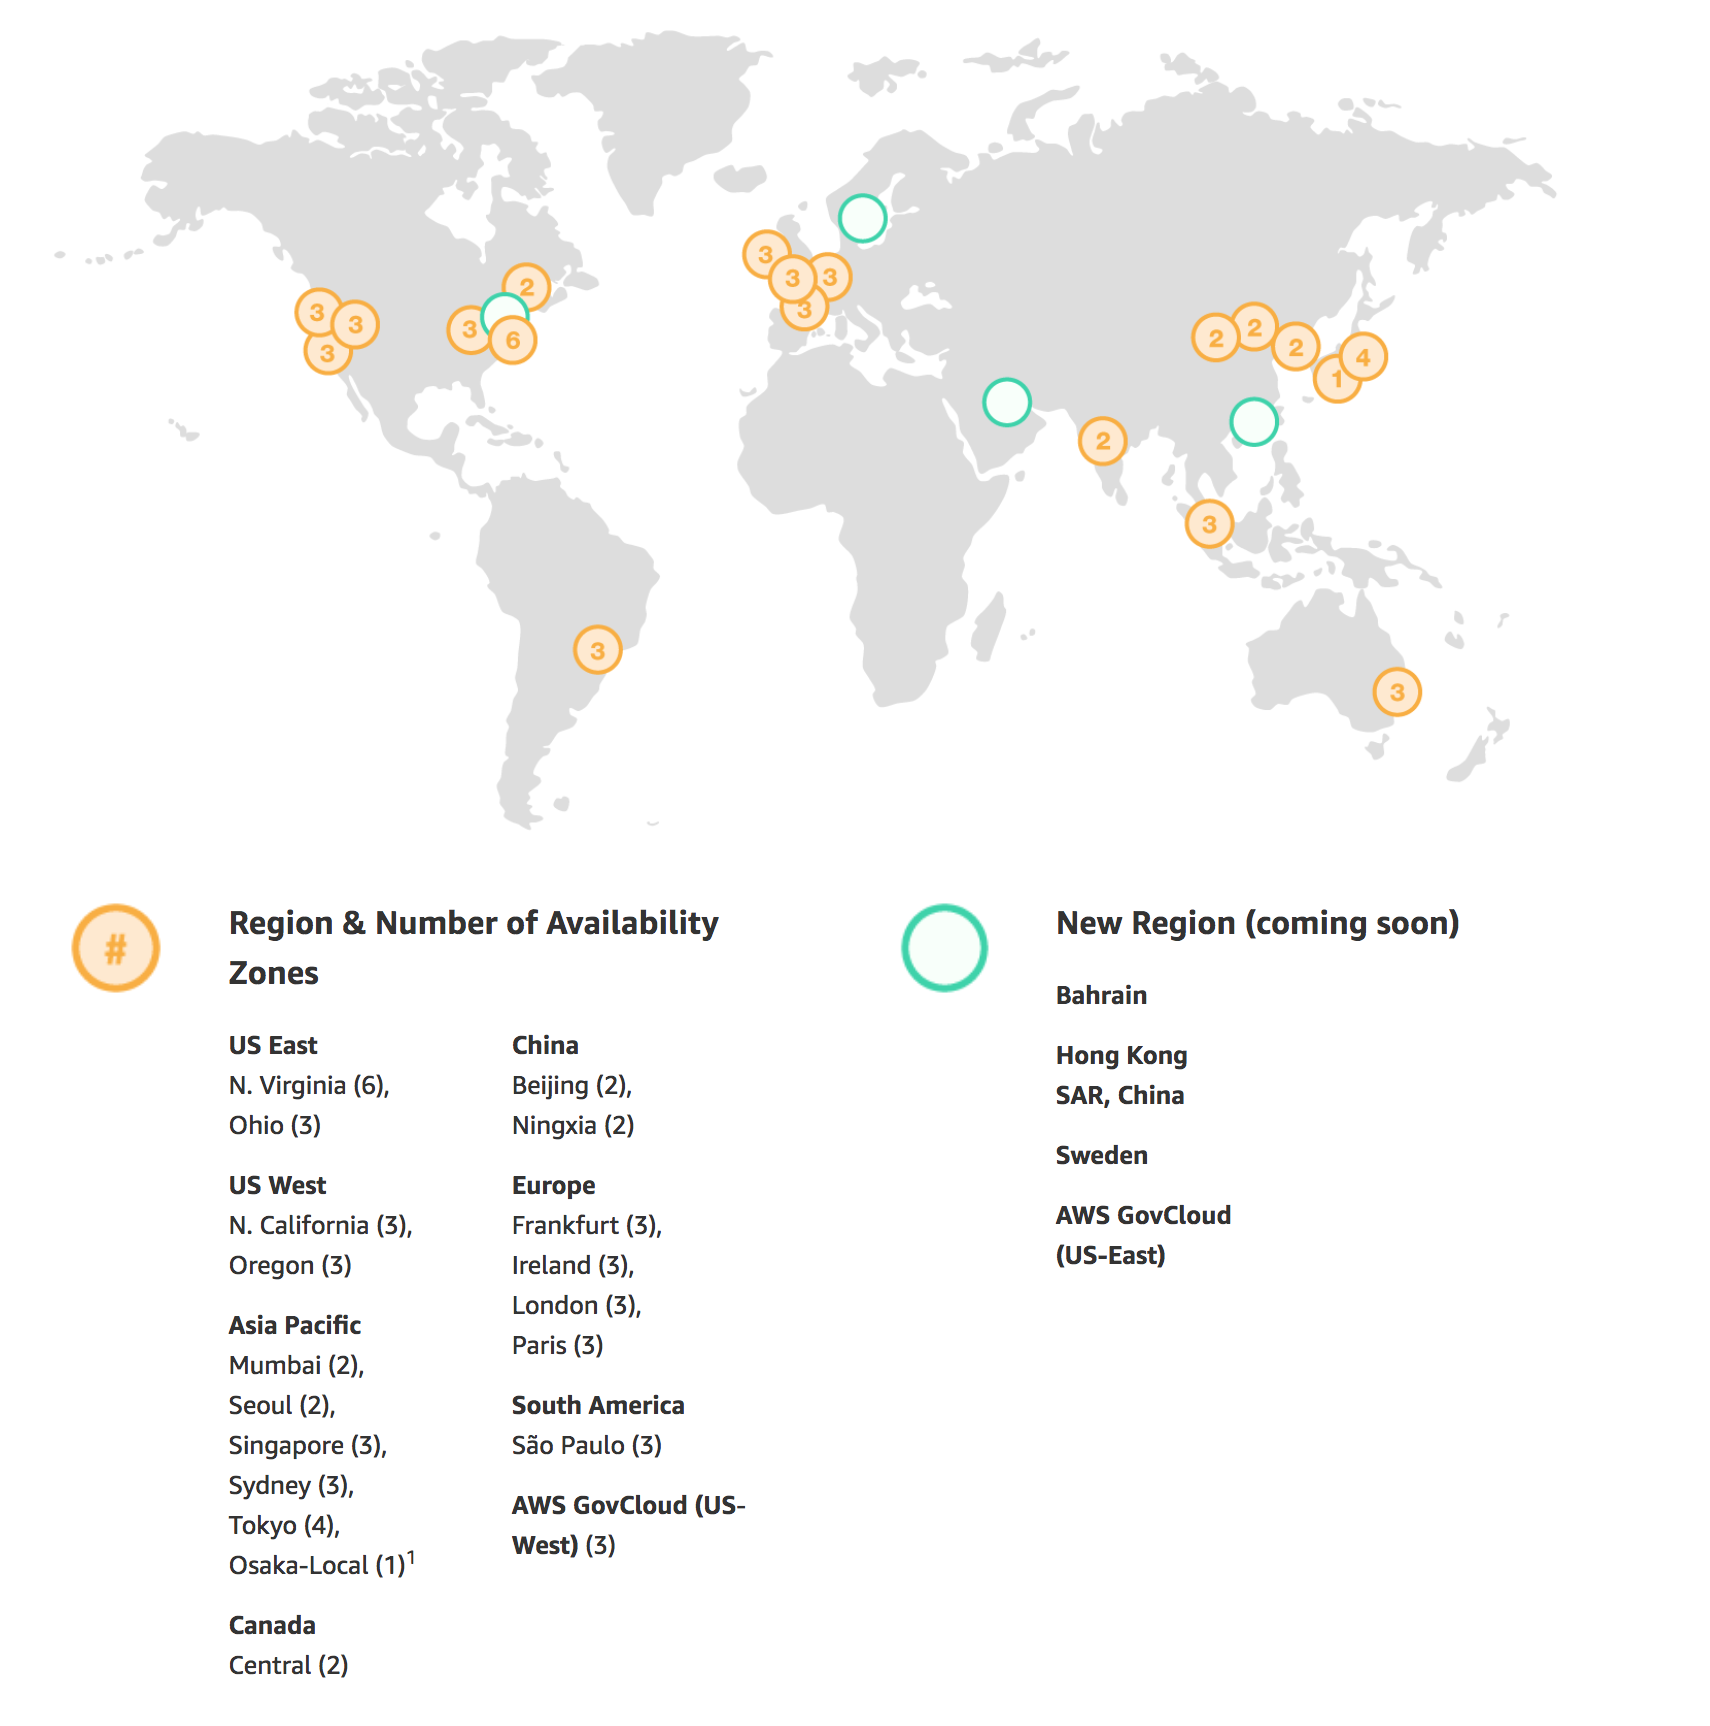 2
3
3
3
3
6
3
3
3
3
2
2
2
4
1
2
3
3
3
#
Region & Number of Availability
Zones
US East
N. Virginia (6),
Ohio (3)
US West
N. California (3),
Oregon (3)
Asia Pacific
Mumbai (2),
Seoul (2),
Singapore (3),
Sydney (3),
Tokyo (4),
Osaka-Local (1)¹
Canada
Central (2)
China
Beijing (2),
Ningxia (2)
Europe
Frankfurt (3),
Ireland (3),
London (3),
Paris (3)
South America
São Paulo (3)
AWS GovCloud (US-
West) (3)
New Region (coming soon)
Bahrain
Hong Kong
SAR, China
Sweden
AWS GovCloud
(US-East)